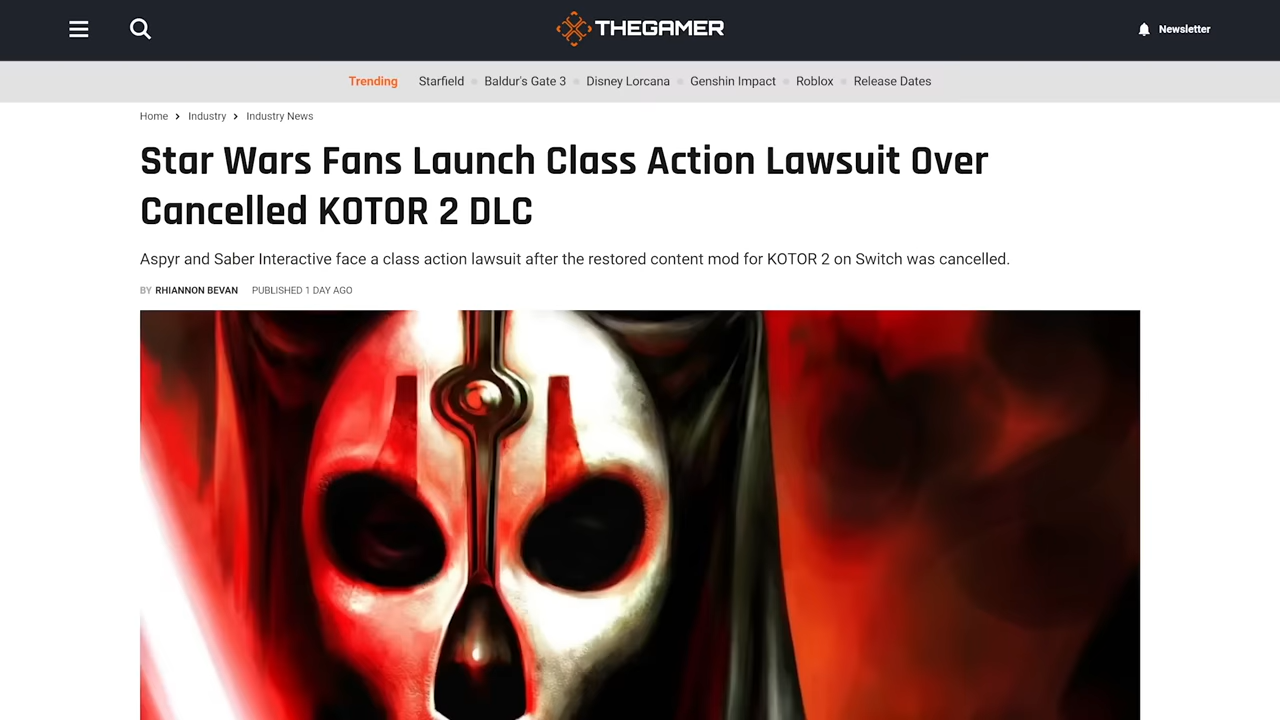 THEGAMER
Newsletter
Trending Starfield Baldur's Gate 3 Disney Lorcana Genshin Impact Roblox Release Dates
Home > Industry > Industry News
Star Wars Fans Launch Class Action Lawsuit Over
Cancelled KOTOR 2 DLC
Aspyr and Saber Interactive face a class action lawsuit after the restored content mod for KOTOR 2 on Switch was cancelled.
BY RHIANNON BEVAN PUBLISHED 1 DAY AGO